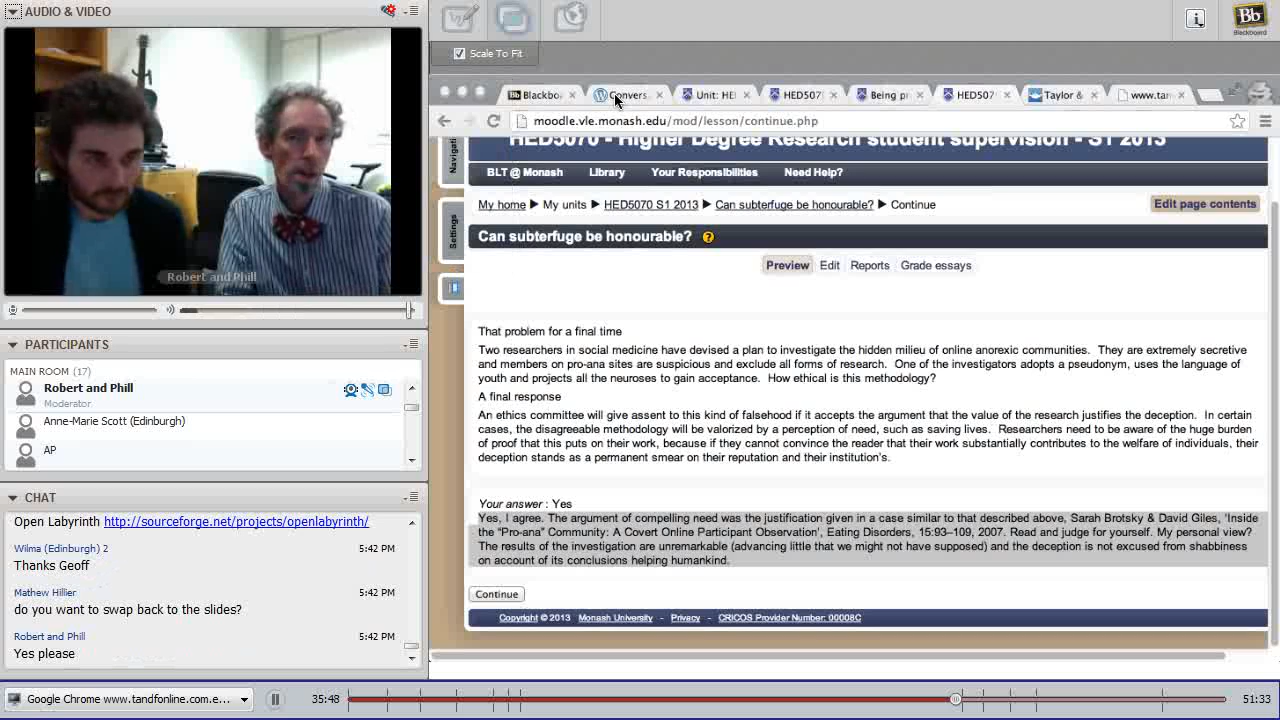 AUDIO & VIDEO
Robert and Phill
PARTICIPANTS
MAIN ROOM (17)
Robert and Phill
Moderator
Anne-Marie Scott (Edinburgh)
AP
CHAT
Open Labyrinth http://sourceforge.net/projects/openlabyrinth/
Wilma (Edinburgh) 2 5:42 PM
Thanks Geoff
Mathew Hillier 5:42 PM
do you want to swap back to the slides?
Robert and Phill 5:42 PM
Yes please
Google Chrome www.tandfonline.com.e...
35:48
51:33
Bb
Blackboard
Scale To Fit
Bb Blackbo
Convers
Unit: HE
HED507
Being p
HED507
Taylor &
www.tan
moodle.vle.monash.edu/mod/lesson/continue.php
Navigati
Settings
HED5070 - Higher Degree Research student supervision - S1 2013
BLT @ Monash Library Your Responsibilities Need Help?
My home ▶ My units ▶ HED5070 S1 2013 ▶ Can subterfuge be honourable? ▶ Continue
Edit page contents
Can subterfuge be honourable?
Preview Edit Reports Grade essays
That problem for a final time
Two researchers in social medicine have devised a plan to investigate the hidden milieu of online anorexic communities. They are extremely secretive
and members on pro-ana sites are suspicious and exclude all forms of research. One of the investigators adopts a pseudonym, uses the language of
youth and projects all the neuroses to gain acceptance. How ethical is this methodology?
A final response
An ethics committee will give assent to this kind of falsehood if it accepts the argument that the value of the research justifies the deception. In certain
cases, the disagreeable methodology will be valorized by a perception of need, such as saving lives. Researchers need to be aware of the huge burden
of proof that this puts on their work, because if they cannot convince the reader that their work substantially contributes to the welfare of individuals, their
deception stands as a permanent smear on their reputation and their institution's.
Your answer : Yes
Yes, I agree. The argument of compelling need was the justification given in a case similar to that described above, Sarah Brotsky & David Giles, 'Inside
the "Pro-ana" Community: A Covert Online Participant Observation', Eating Disorders, 15:93–109, 2007. Read and judge for yourself. My personal view?
The results of the investigation are unremarkable (advancing little that we might not have supposed) and the deception is not excused from shabbiness
on account of its conclusions helping humankind.
Continue
Copyright © 2013 Monash University - Privacy - CRICOS Provider Number: 00008C